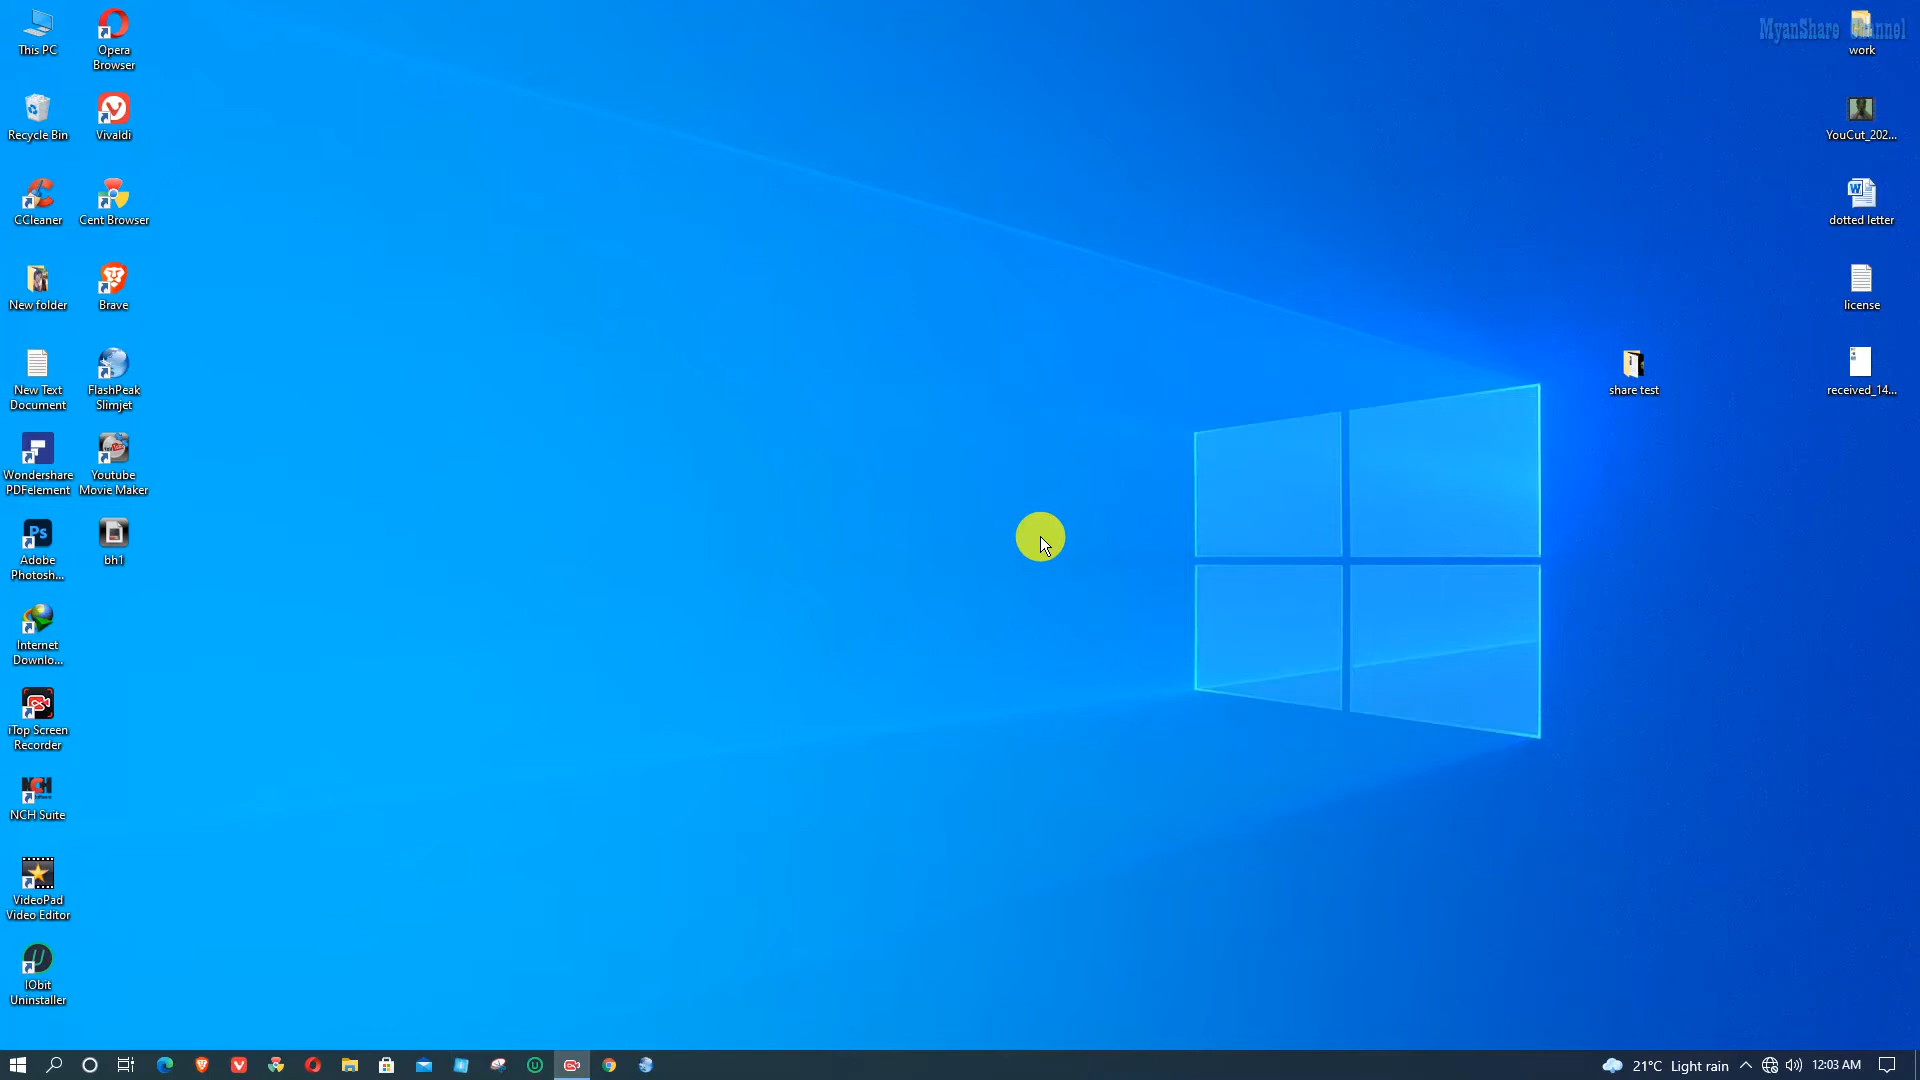 This PC
Opera
Browser
MyanShare Channel
work
Recycle Bin
Vivaldi
YouCut_202...
CCleaner
Cent Browser
dotted letter
New folder
Brave
license
New Text
Document
FlashPeak
Slimjet
share test
received_14...
Wondershare
PDFelement
Youtube
Movie Maker
Adobe
Photosh...
bh1
Internet
Downlo...
iTop Screen
Recorder
NCH Suite
VideoPad
Video Editor
IObit
Uninstaller
21°C Light rain
12:03 AM